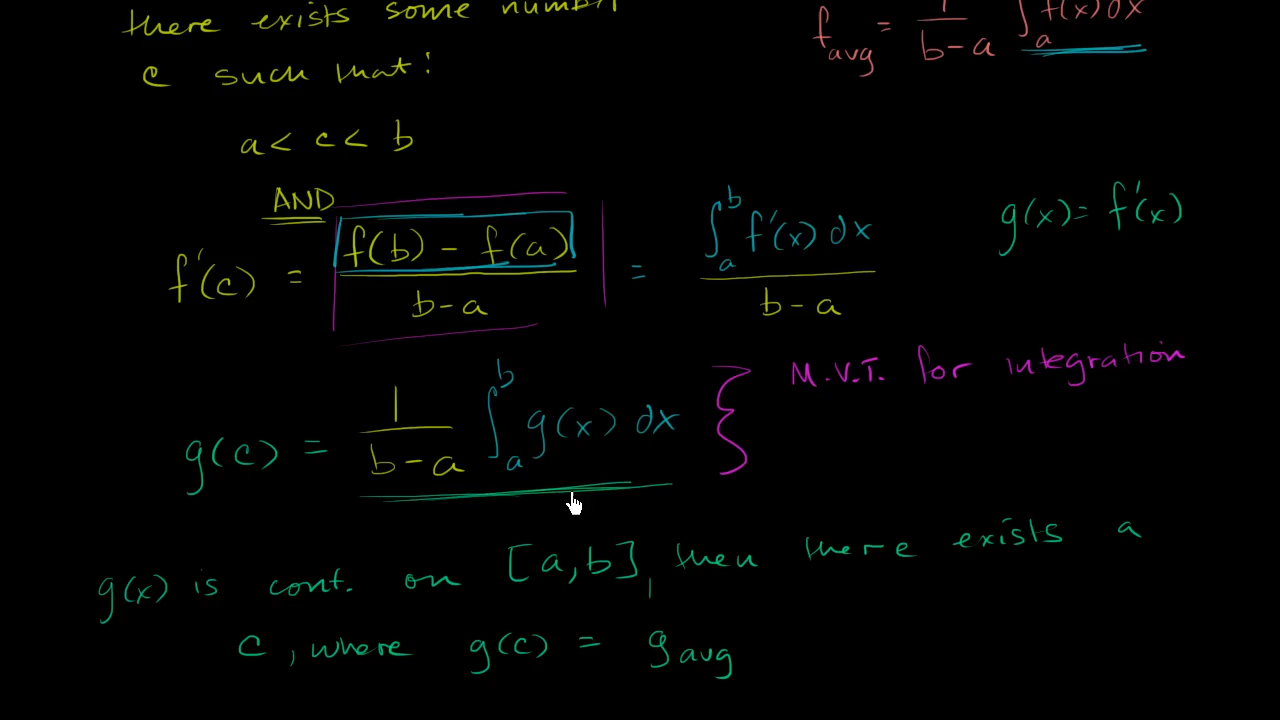 there exists some number
f_avg = 1/(b-a) ∫_a f(x) dx
c such that:
a < c < b
AND
f'(c) = (f(b) - f(a))/(b-a) = (∫_a^b f'(x) dx)/(b-a)
g(x) = f'(x)
g(c) = 1/(b-a) ∫_a^b g(x) dx } M.V.T. for integration
g(x) is cont. on [a,b], then there exists a
c, where g(c) = g_avg